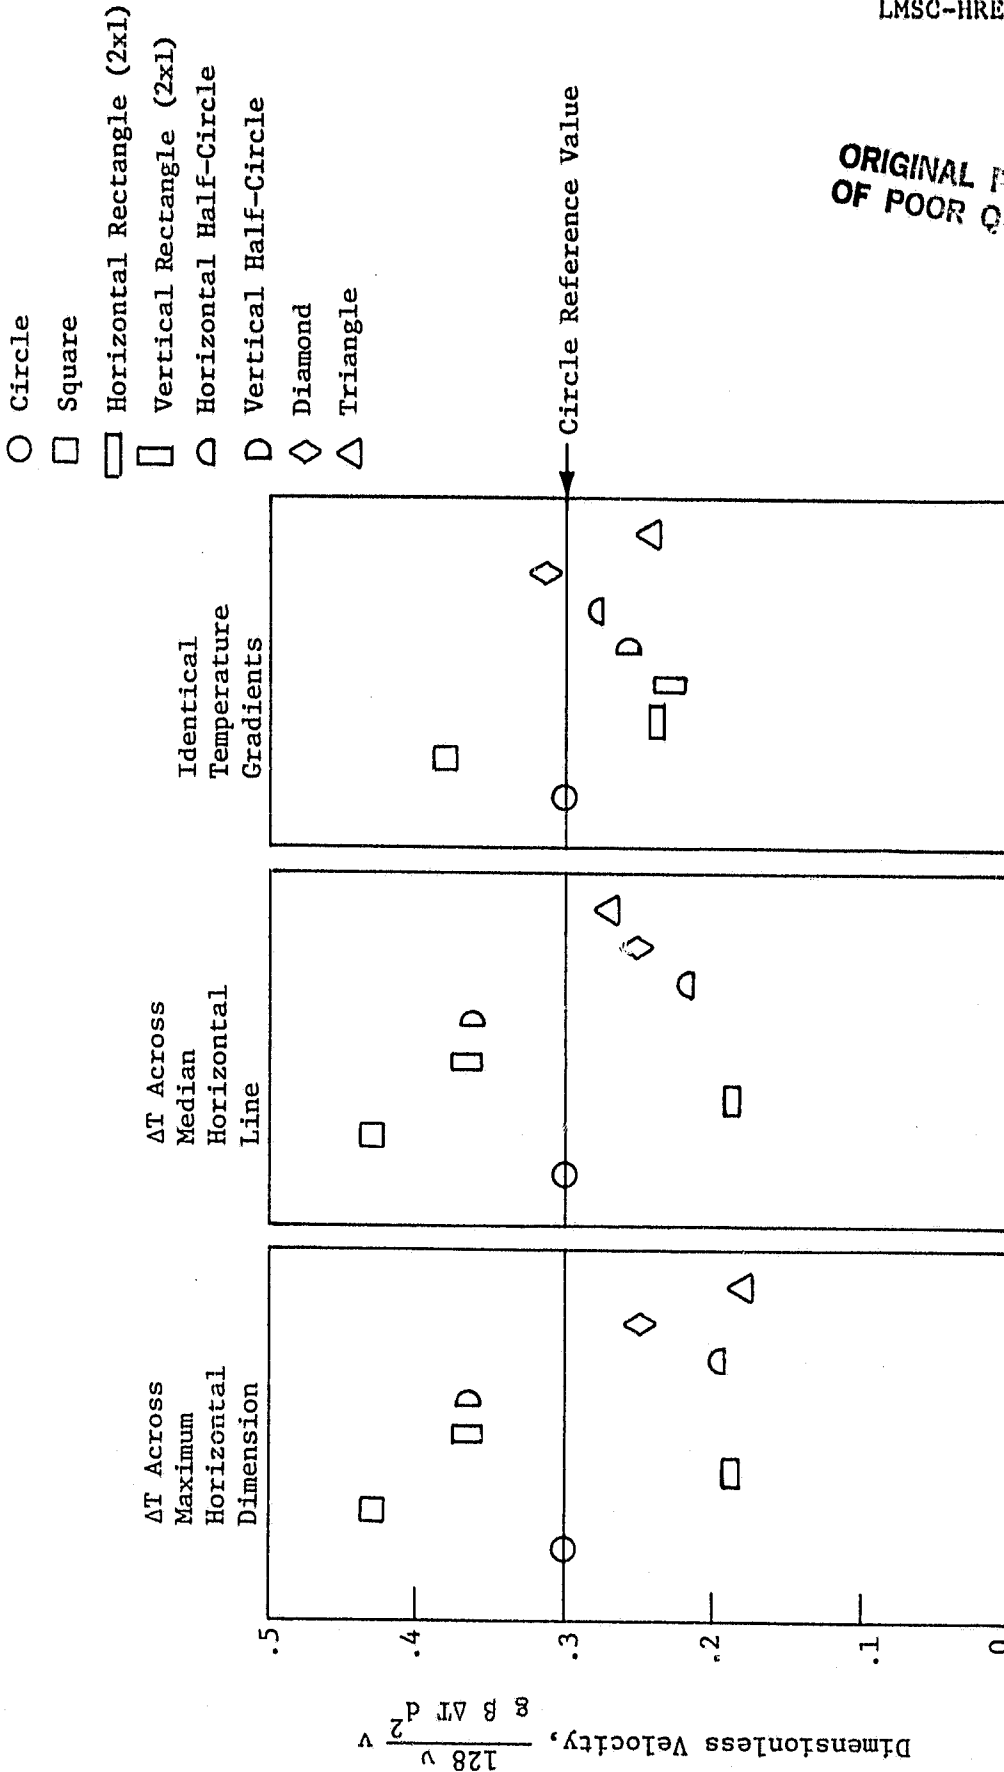 LMSC-HRE
ORIGINAL
OF POOR
Circle
Square
Horizontal Rectangle (2x1)
Vertical Rectangle (2x1)
Horizontal Half-Circle
Vertical Half-Circle
Diamond
Triangle
Circle Reference Value
ΔT Across
Maximum
Horizontal
Dimension
ΔT Across
Median
Horizontal
Line
Identical
Temperature
Gradients
.5
.4
.3
.2
.1
0
Dimensionless Velocity, 128 ν / g β ΔT d² v